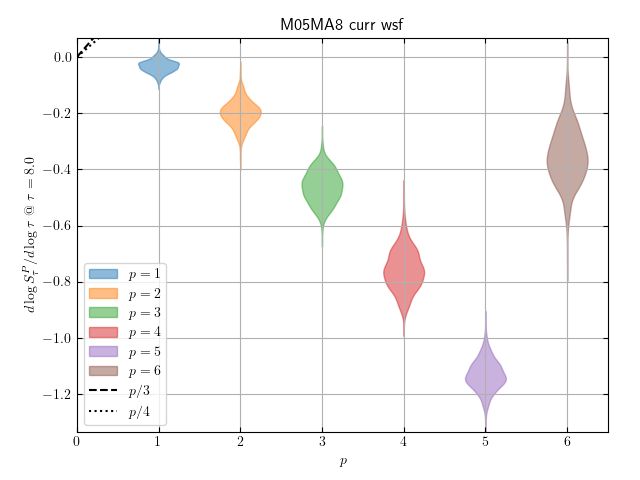 M05MA8 curr wsf
d log S_τ^P / d log τ @ τ = 8.0
0.0
−0.2
−0.4
−0.6
−0.8
−1.0
−1.2
p = 1
p = 2
p = 3
p = 4
p = 5
p = 6
p/3
p/4
0 1 2 3 4 5 6
p